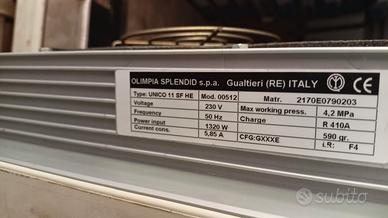 OLIMPIA SPLENDID s.p.a. Gualtieri (RE) ITALY
Type: UNICO 11 SF HE Mod. 00512 Matr. 2170E0790203
Voltage 230 V Max working press. 4,2 MPa
Frequency 50 Hz Charge R 410A
Power input 1320 W 590 gr.
Current cons. 5,85 A CFG:GXXXE I.R: F4
subito